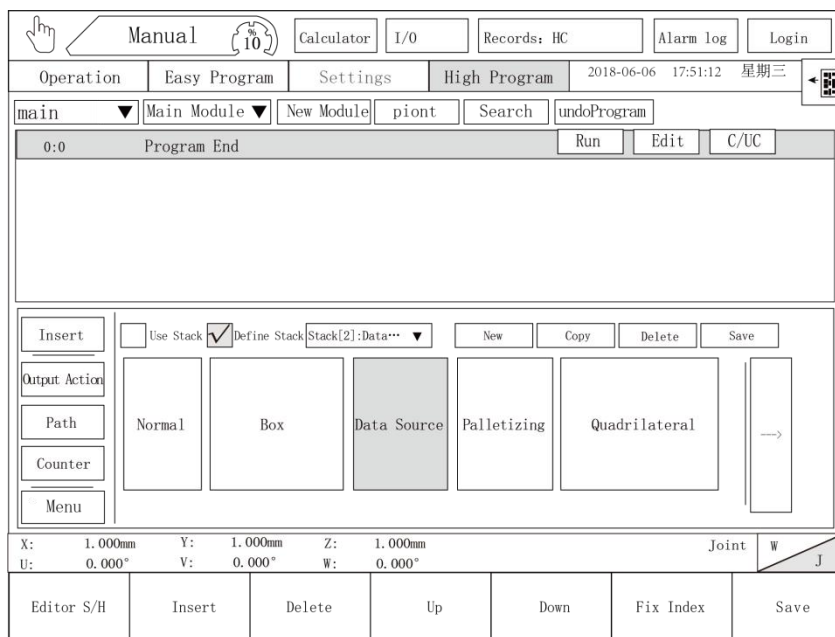 Manual % 10 Calculator I/0 Records: HC Alarm log Login
Operation Easy Program Settings High Program 2018-06-06 17:51:12 星期三
main Main Module New Module piont Search undoProgram
0:0 Program End Run Edit C/UC
Insert Use Stack Define Stack Stack[2]:Data··· New Copy Delete Save
Output Action
Path Normal Box Data Source Palletizing Quadrilateral
Counter
Menu
X: 1.000mm Y: 1.000mm Z: 1.000mm Joint W
U: 0.000° V: 0.000° W: 0.000° J
Editor S/H Insert Delete Up Down Fix Index Save